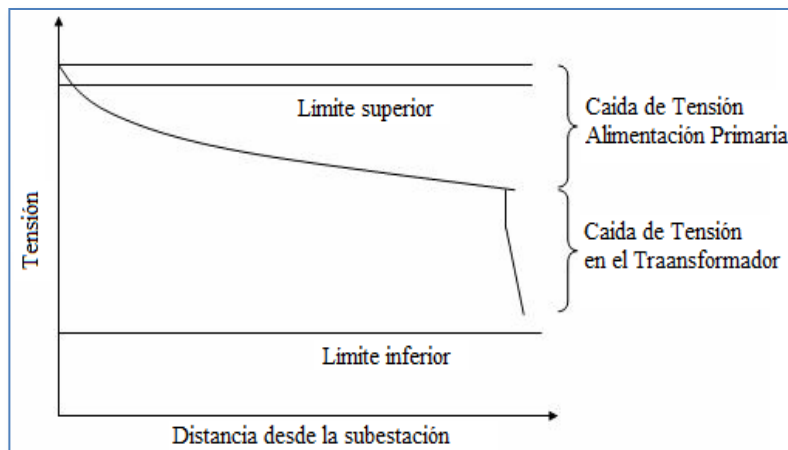 Limite superior
Caida de Tensión
Alimentación Primaria
Tensión
Caida de Tensión
en el Traansformador
Límite inferior
Distancia desde la subestación